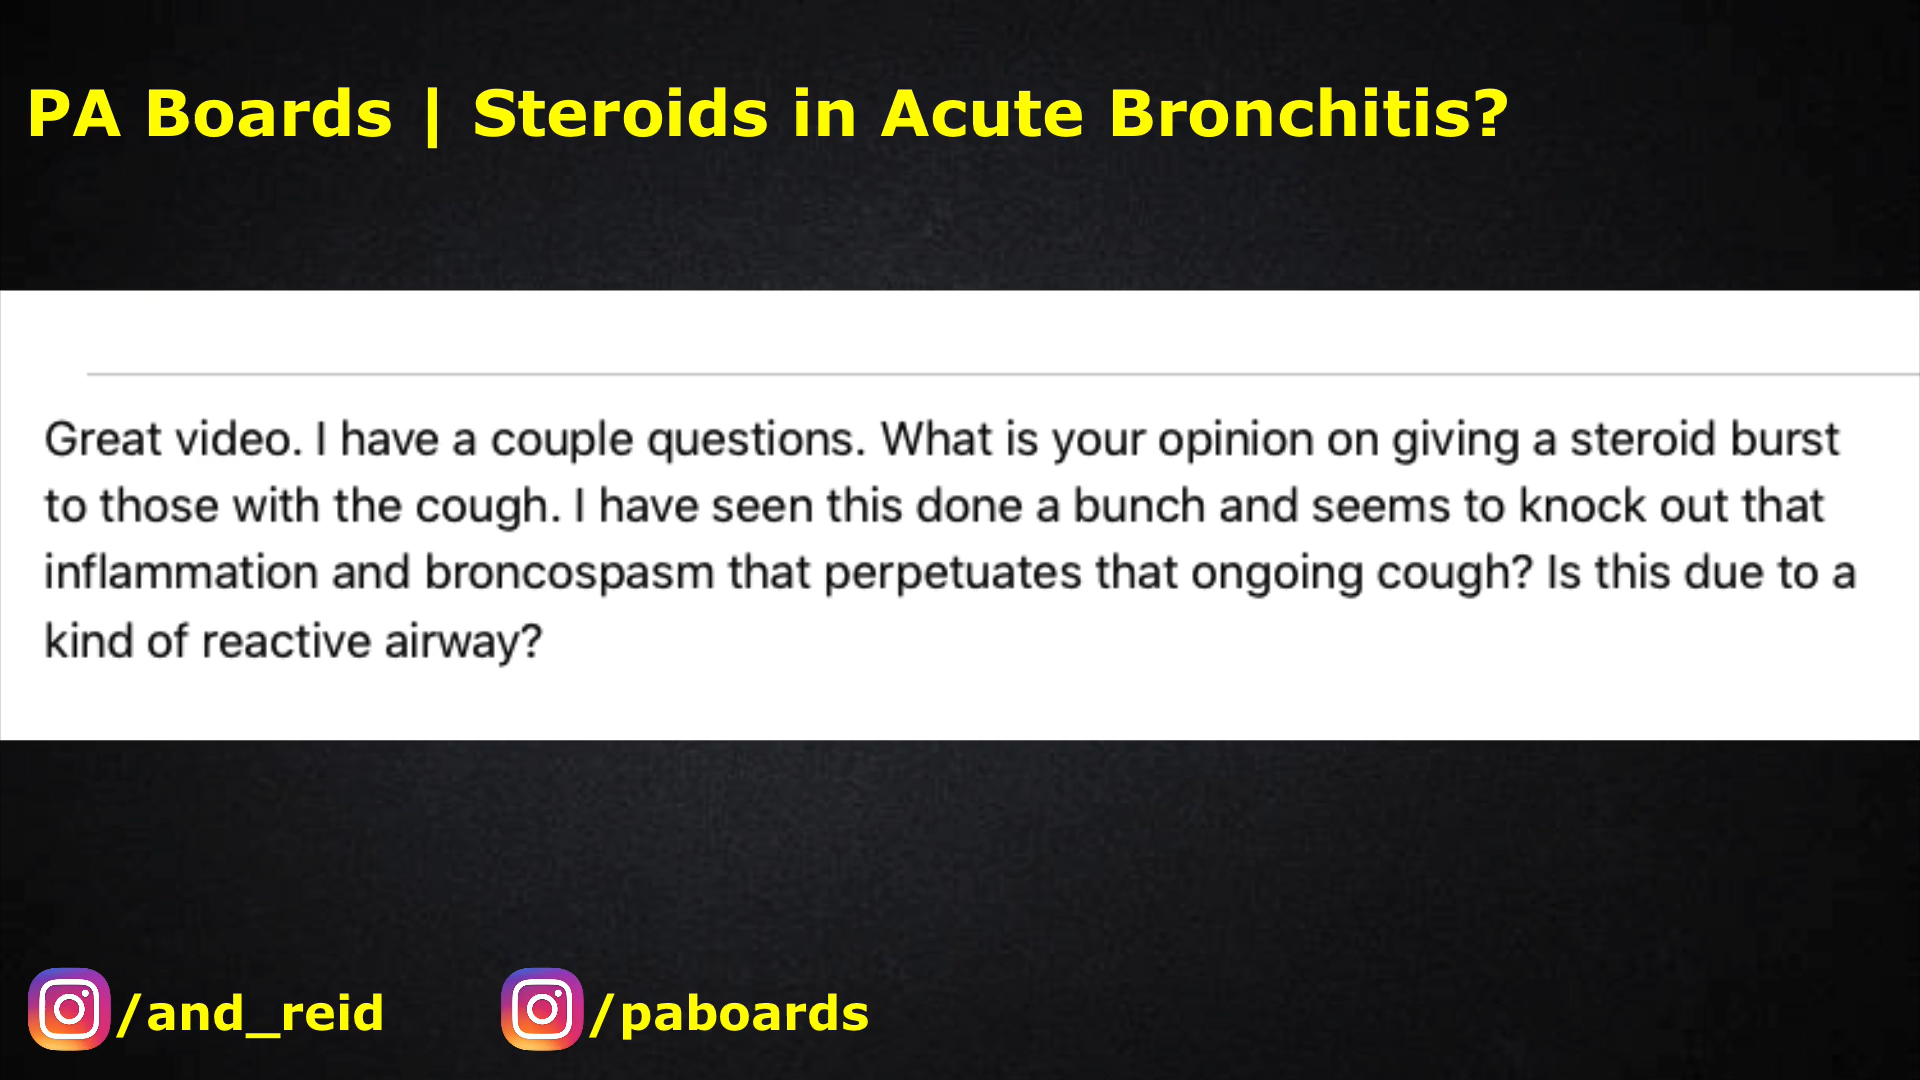 PA Boards | Steroids in Acute Bronchitis?
Great video. I have a couple questions. What is your opinion on giving a steroid burst
to those with the cough. I have seen this done a bunch and seems to knock out that
inflammation and broncospasm that perpetuates that ongoing cough? Is this due to a
kind of reactive airway?
/and_reid
/paboards